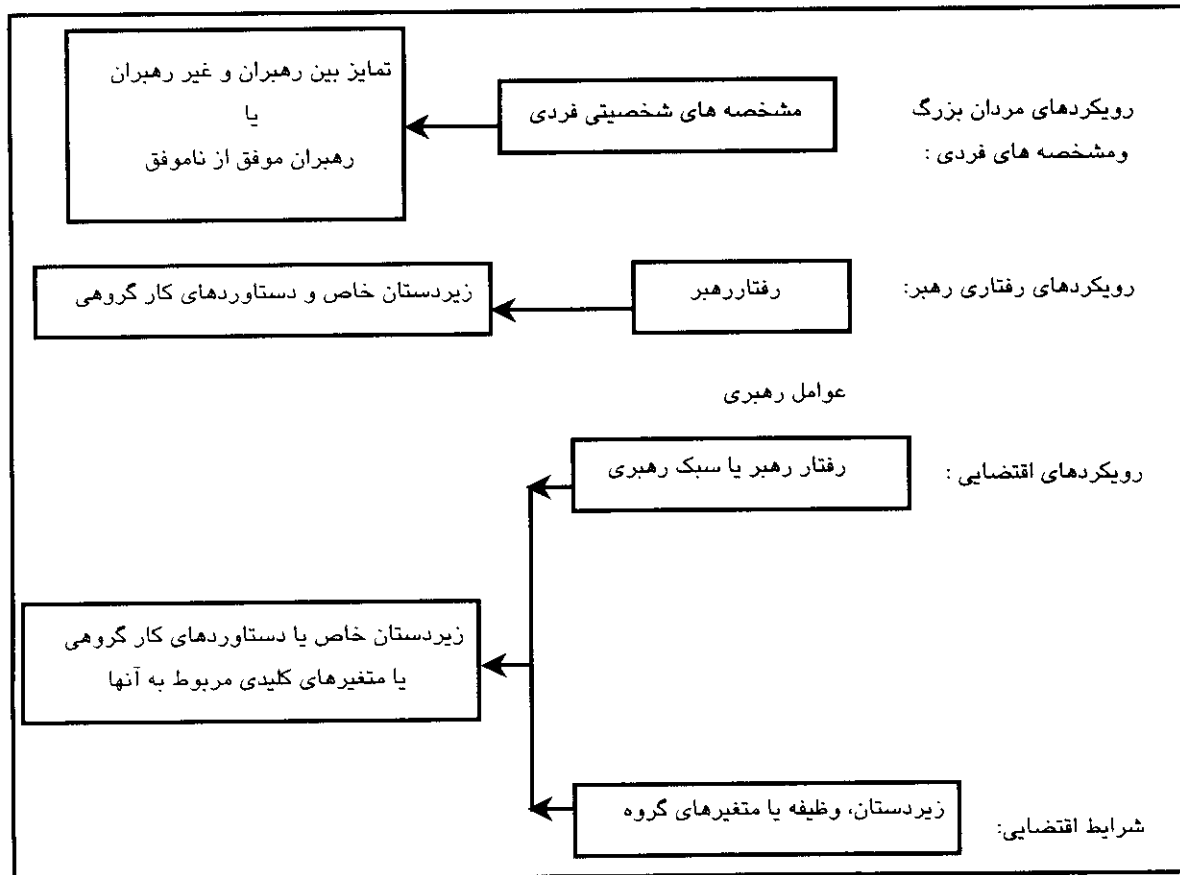 رویکردهای مردان بزرگ
ومشخصه های فردی :
مشخصه های شخصیتی فردی
تمایز بین رهبران و غیر رهبران
یا
رهبران موفق از ناموفق
رویکردهای رفتاری رهبر:
رفتاررهبر
زیردستان خاص و دستاوردهای کار گروهی
عوامل رهبری
رویکردهای اقتضایی :
رفتار رهبر یا سبک رهبری
زیردستان خاص یا دستاوردهای کار گروهی
یا متغیرهای کلیدی مربوط به آنها
شرایط اقتضایی:
زیردستان، وظیفه یا متغیرهای گروه